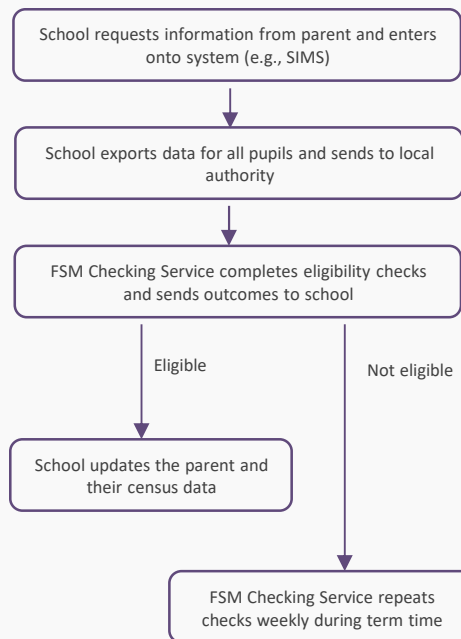 School requests information from parent and enters
onto system (e.g., SIMS)
School exports data for all pupils and sends to local
authority
FSM Checking Service completes eligibility checks
and sends outcomes to school
Eligible
Not eligible
School updates the parent and
their census data
FSM Checking Service repeats
checks weekly during term time